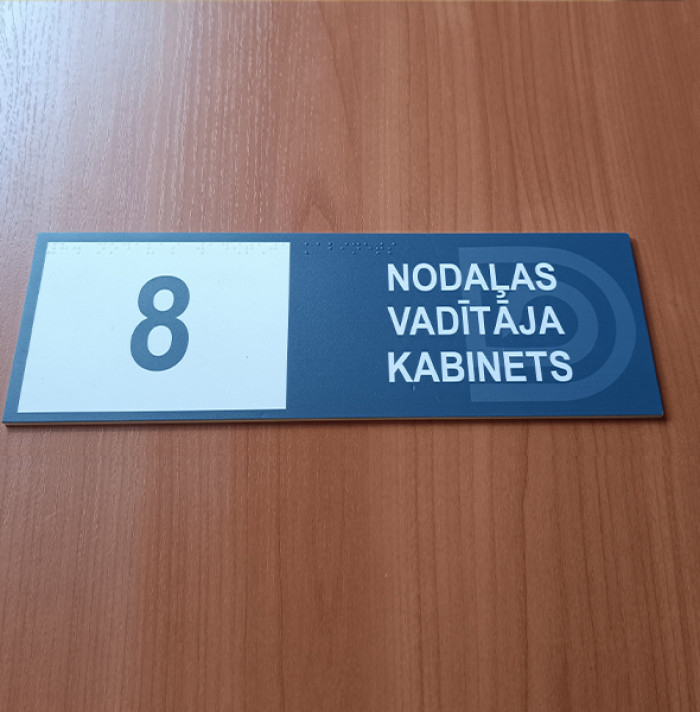 8
NODAĻAS
VADĪTĀJA
KABINETS